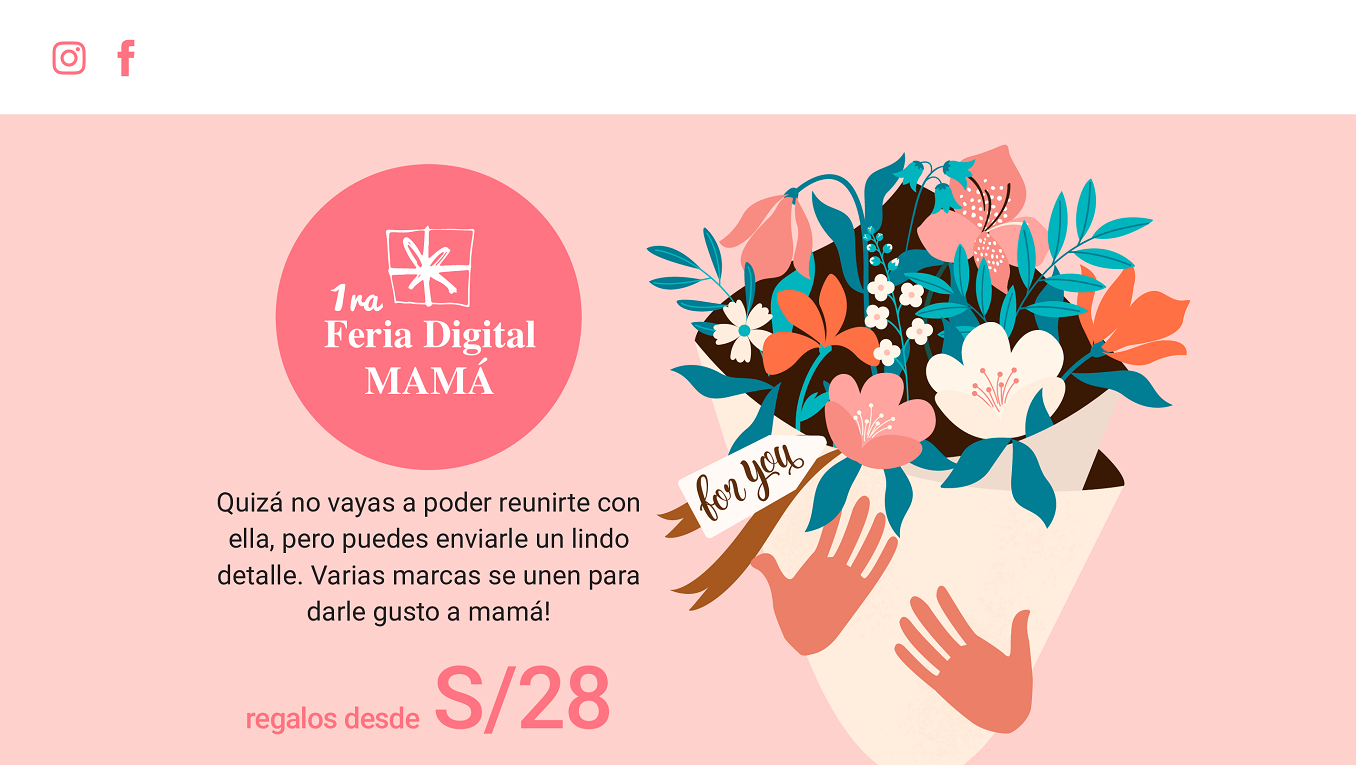 1ra
Feria Digital
MAMÁ
Quizá no vayas a poder reunirte con
ella, pero puedes enviarle un lindo
detalle. Varias marcas se unen para
darle gusto a mamá!
regalos desde S/28
for you